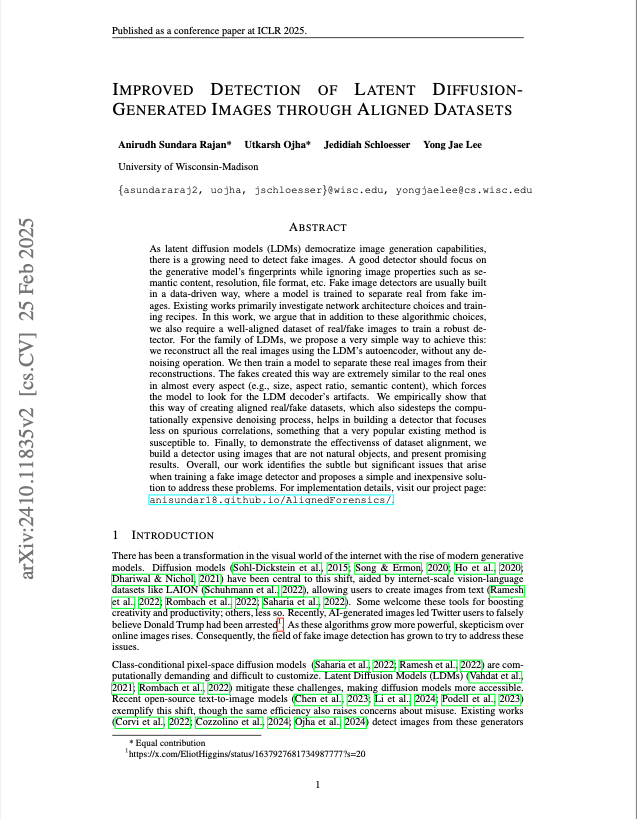 Published as a conference paper at ICLR 2025.
IMPROVED DETECTION OF LATENT DIFFUSION-
GENERATED IMAGES THROUGH ALIGNED DATASETS
Anirudh Sundara Rajan* Utkarsh Ojha* Jedidiah Schloesser Yong Jae Lee
University of Wisconsin-Madison
{asundararaj2, uojha, jschloesser}@wisc.edu, yongjaelee@cs.wisc.edu
ABSTRACT
As latent diffusion models (LDMs) democratize image generation capabilities,
there is a growing need to detect fake images. A good detector should focus on
the generative model's fingerprints while ignoring image properties such as se-
mantic content, resolution, file format, etc. Fake image detectors are usually built
in a data-driven way, where a model is trained to separate real from fake im-
ages. Existing works primarily investigate network architecture choices and train-
ing recipes. In this work, we argue that in addition to these algorithmic choices,
we also require a well-aligned dataset of real/fake images to train a robust de-
tector. For the family of LDMs, we propose a very simple way to achieve this:
we reconstruct all the real images using the LDM's autoencoder, without any de-
noising operation. We then train a model to separate these real images from their
reconstructions. The fakes created this way are extremely similar to the real ones
in almost every aspect (e.g., size, aspect ratio, semantic content), which forces
the model to look for the LDM decoder's artifacts. We empirically show that
this way of creating aligned real/fake datasets, which also sidesteps the compu-
tationally expensive denoising process, helps in building a detector that focuses
less on spurious correlations, something that a very popular existing method is
susceptible to. Finally, to demonstrate the effectivenss of dataset alignment, we
build a detector using images that are not natural objects, and present promising
results. Overall, our work identifies the subtle but significant issues that arise
when training a fake image detector and proposes a simple and inexpensive solu-
tion to address these problems. For implementation details, visit our project page:
anisundar18.github.io/AlignedForensics/.
1 INTRODUCTION
There has been a transformation in the visual world of the internet with the rise of modern generative
models. Diffusion models (Sohl-Dickstein et al., 2015; Song & Ermon, 2020; Ho et al., 2020;
Dhariwal & Nichol, 2021) have been central to this shift, aided by internet-scale vision-language
datasets like LAION (Schuhmann et al., 2022), allowing users to create images from text (Ramesh
et al., 2022; Rombach et al., 2022; Saharia et al., 2022). Some welcome these tools for boosting
creativity and productivity; others, less so. Recently, AI-generated images led Twitter users to falsely
believe Donald Trump had been arrested1. As these algorithms grow more powerful, skepticism over
online images rises. Consequently, the field of fake image detection has grown to try to address these
issues.
Class-conditional pixel-space diffusion models (Saharia et al., 2022; Ramesh et al., 2022) are com-
putationally demanding and difficult to customize. Latent Diffusion Models (LDMs) (Vahdat et al.,
2021; Rombach et al., 2022) mitigate these challenges, making diffusion models more accessible.
Recent open-source text-to-image models (Chen et al., 2023; Li et al., 2024; Podell et al., 2023)
exemplify this shift, though the same efficiency also raises concerns about misuse. Existing works
(Corvi et al., 2022; Cozzolino et al., 2024; Ojha et al., 2024) detect images from these generators
* Equal contribution
1https://x.com/EliotHiggins/status/1637927681734987777?s=20
1
arXiv:2410.11835v2 [cs.CV] 25 Feb 2025